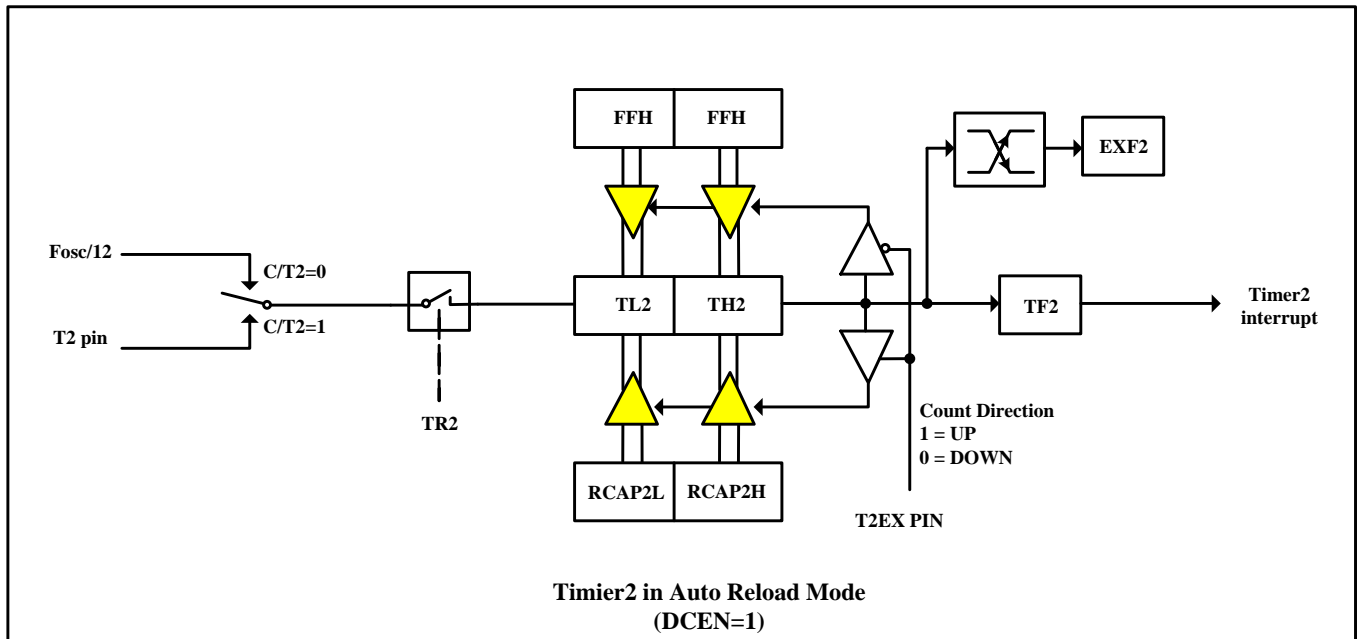 FFH
FFH
EXF2
Fosc/12
C/T2=0
TL2
TH2
TF2
Timer2
interrupt
T2 pin
C/T2=1
TR2
Count Direction
1 = UP
0 = DOWN
RCAP2L
RCAP2H
T2EX PIN
Timier2 in Auto Reload Mode
(DCEN=1)